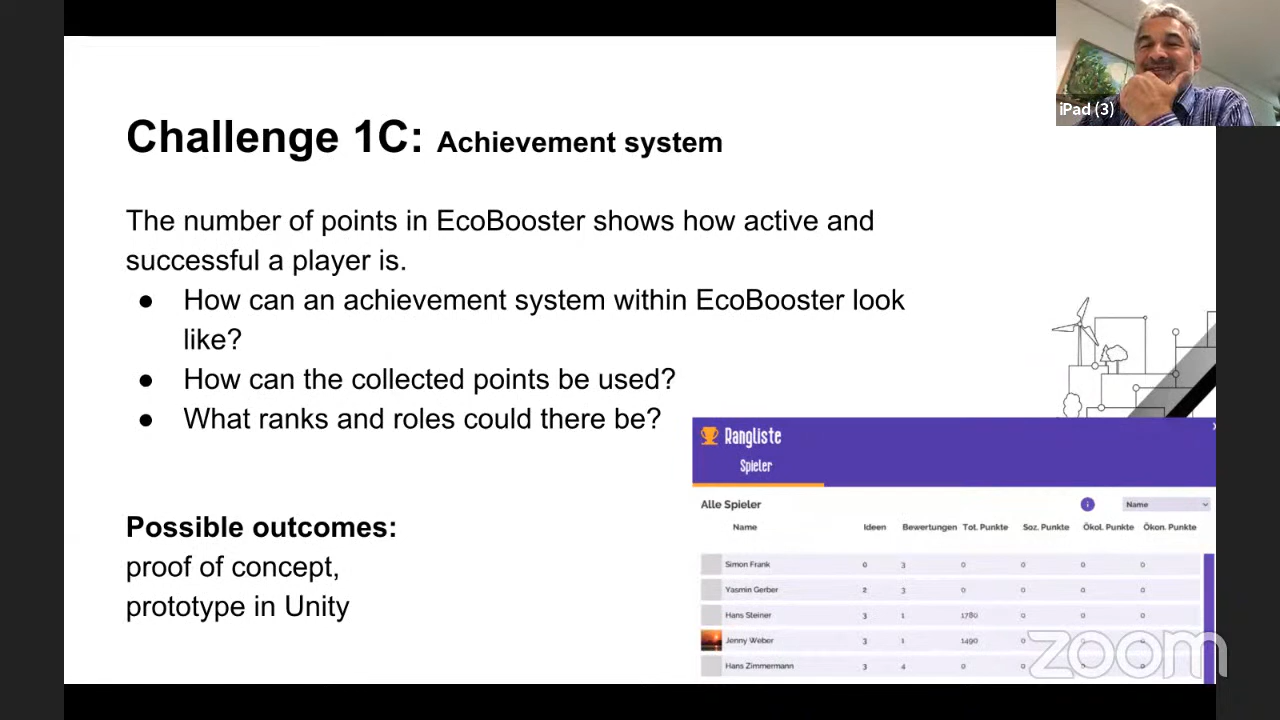 iPad (3)
Challenge 1C: Achievement system
The number of points in EcoBooster shows how active and
successful a player is.
● How can an achievement system within EcoBooster look
like?
● How can the collected points be used?
● What ranks and roles could there be?
Possible outcomes:
proof of concept,
prototype in Unity
Rangliste
Spieler
Alle Spieler
i
Name
Name Ideen Bewertungen Tot. Punkte Soz. Punkte Ökol. Punkte Ökon. Punkte
Simon Frank 0 3 0 0 0 0
Yasmin Gerber 2 3 0 0 0 0
Hans Steiner 3 1 1780 0 0 0
Jenny Weber 3 1 1490 0 0 0
Hans Zimmermann 3 4 0 0 0 0
zoom